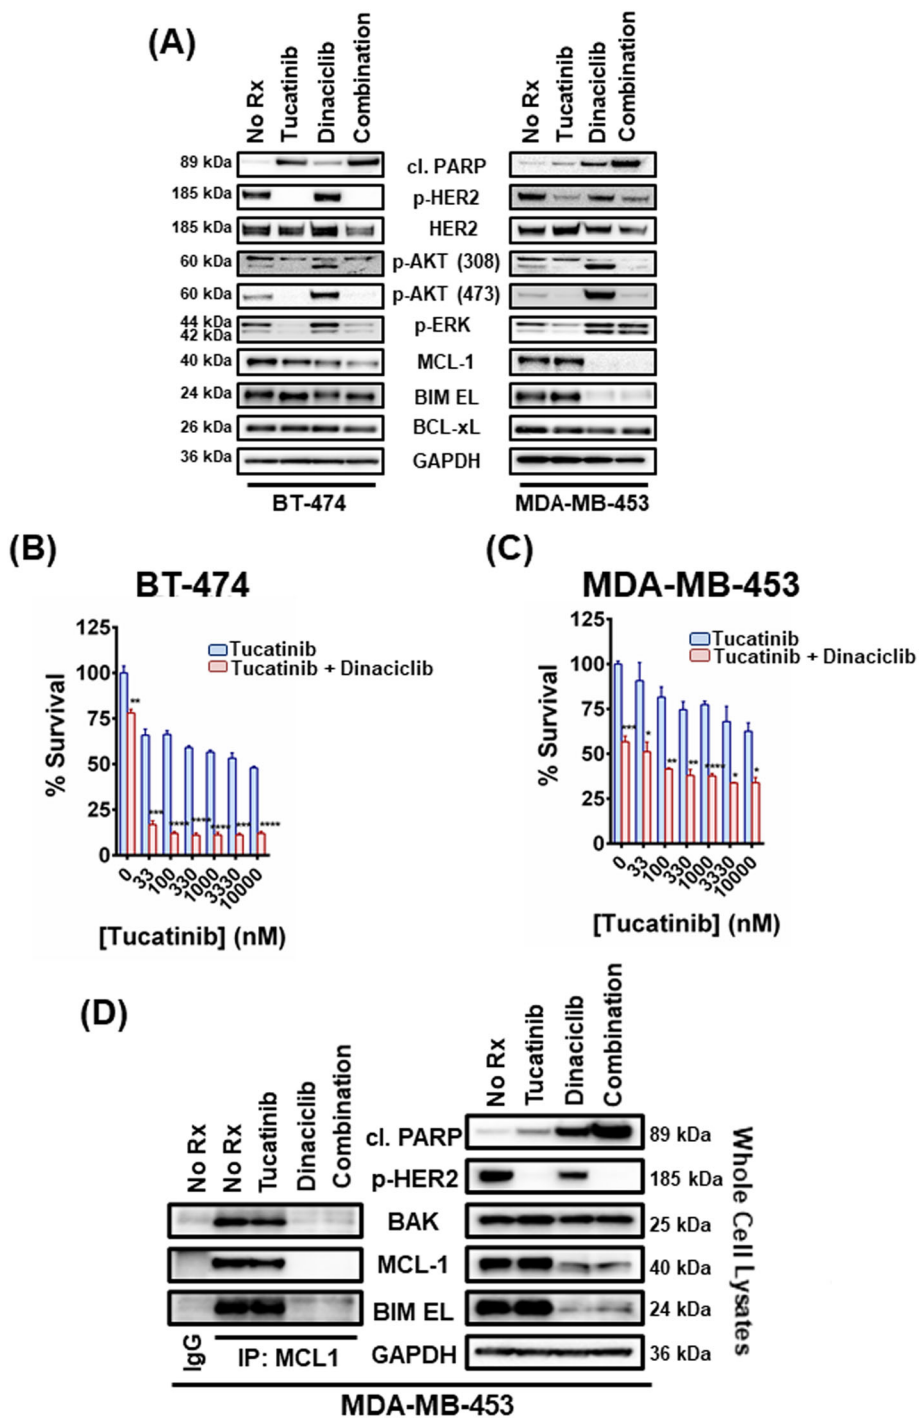 (A)
No Rx
Tucatinib
Dinaciclib
Combination
No Rx
Tucatinib
Dinaciclib
Combination
89 kDa cl. PARP
185 kDa p-HER2
185 kDa HER2
60 kDa p-AKT (308)
60 kDa p-AKT (473)
44 kDa
42 kDa p-ERK
40 kDa MCL-1
24 kDa BIM EL
26 kDa BCL-xL
36 kDa GAPDH
BT-474 MDA-MB-453
(B)
BT-474
125
100
75
50
25
0
% Survival
Tucatinib
Tucatinib + Dinaciclib
** *** **** **** **** *** ****
0 33 100 330 1000 3330 10000
[Tucatinib] (nM)
(C)
MDA-MB-453
125
100
75
50
25
0
% Survival
Tucatinib
Tucatinib + Dinaciclib
*** * ** ** **** * *
0 33 100 330 1000 3330 10000
[Tucatinib] (nM)
(D)
No Rx
No Rx
Tucatinib
Dinaciclib
Combination
No Rx
Tucatinib
Dinaciclib
Combination
cl. PARP 89 kDa
p-HER2 185 kDa
BAK 25 kDa
MCL-1 40 kDa
BIM EL 24 kDa
GAPDH 36 kDa
IgG
IP: MCL1
Whole Cell Lysates
MDA-MB-453